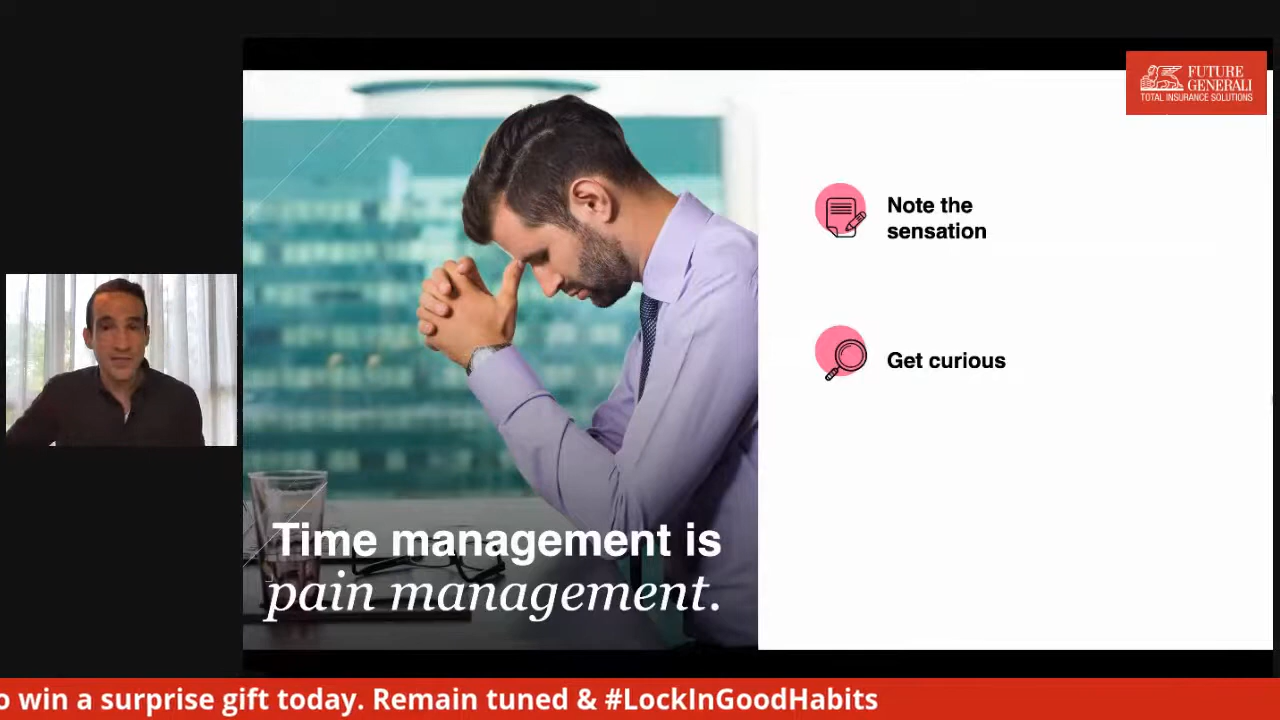 FUTURE
GENERALI
TOTAL INSURANCE SOLUTIONS
Note the
sensation
Get curious
Time management is
pain management.
o win a surprise gift today. Remain tuned & #LockInGoodHabits